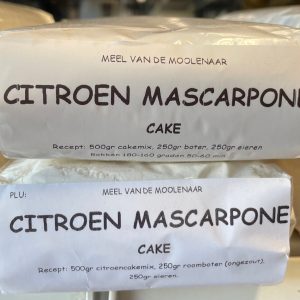 MEEL VAN DE MOOLENAAR
CITROEN MASCARPONE
CAKE
Recept: 500gr cakemix, 250gr boter, 250gr eieren.
Bakken 150-160 graden 50-60 min
PLU:
MEEL VAN DE MOOLENAAR
CITROEN MASCARPONE
CAKE
Recept: 500gr citroencakemix, 250gr roomboter (ongezout),
250gr eieren.